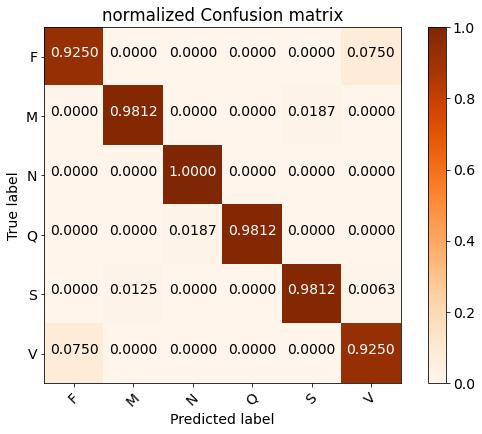 normalized Confusion matrix
F 0.9250 0.0000 0.0000 0.0000 0.0000 0.0750
M 0.0000 0.9812 0.0000 0.0000 0.0187 0.0000
N 0.0000 0.0000 1.0000 0.0000 0.0000 0.0000
Q 0.0000 0.0000 0.0187 0.9812 0.0000 0.0000
S 0.0000 0.0125 0.0000 0.0000 0.9812 0.0063
V 0.0750 0.0000 0.0000 0.0000 0.0000 0.9250
F M N Q S V
Predicted label
True label
1.0
0.8
0.6
0.4
0.2
0.0